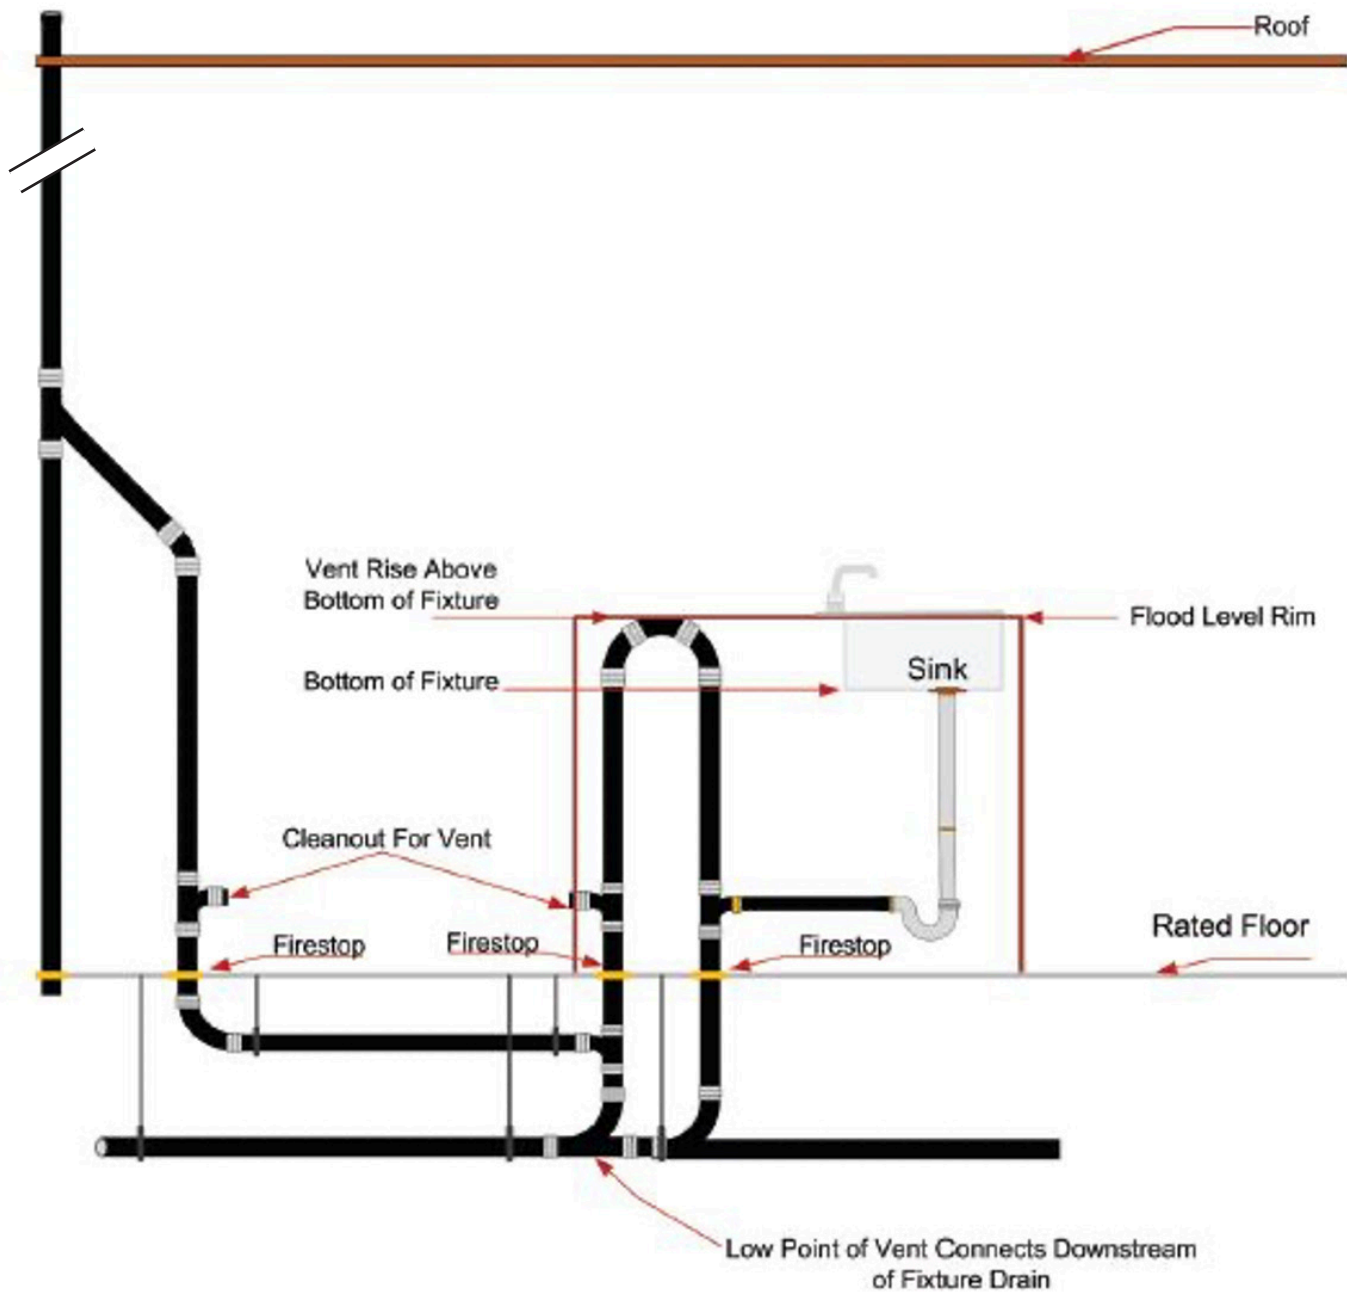 Roof
Vent Rise Above
Bottom of Fixture
Flood Level Rim
Sink
Bottom of Fixture
Cleanout For Vent
Rated Floor
Firestop
Firestop
Firestop
Low Point of Vent Connects Downstream
of Fixture Drain